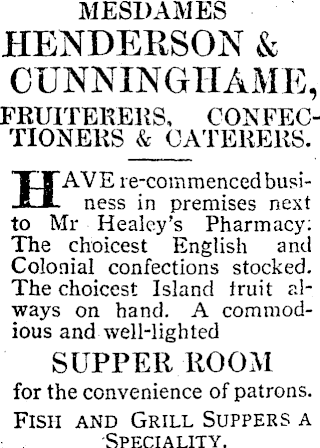 MESDAMES
HENDERSON &
CUNNINGHAME,
FRUITERERS, CONFEC-
TIONERS & CATERERS.
HAVE re-commenced busi-
ness in premises next
to Mr Healey's Pharmacy.
The choicest English and
Colonial confections stocked.
The choicest Island fruit al-
ways on hand. A commod-
ious and well-lighted
SUPPER ROOM
for the convenience of patrons.
FISH AND GRILL SUPPERS A
SPECIALITY.